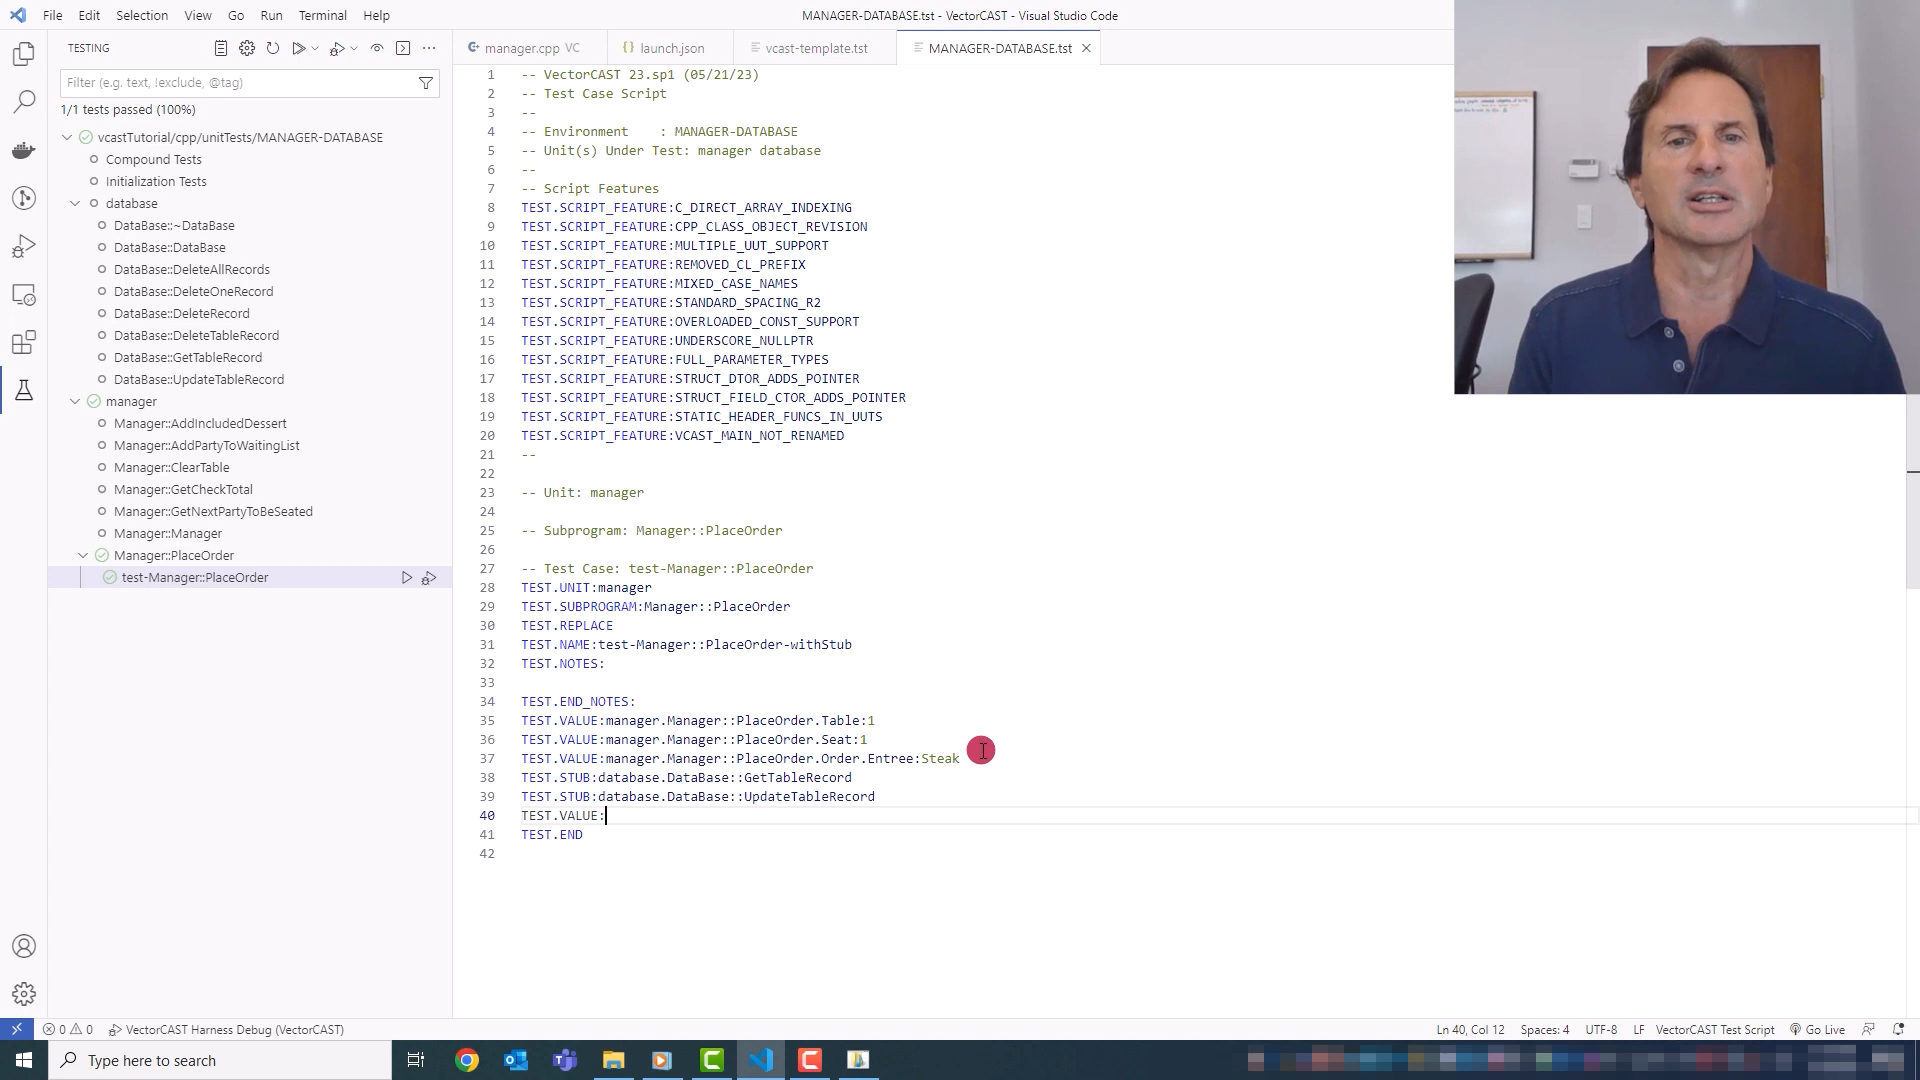 File Edit Selection View Go Run Terminal Help
MANAGER-DATABASE.tst - VectorCAST - Visual Studio Code
TESTING
Filter (e.g. text, !exclude, @tag)
1/1 tests passed (100%)
vcastTutorial/cpp/unitTests/MANAGER-DATABASE
Compound Tests
Initialization Tests
database
DataBase::~DataBase
DataBase::DataBase
DataBase::DeleteAllRecords
DataBase::DeleteOneRecord
DataBase::DeleteRecord
DataBase::DeleteTableRecord
DataBase::GetTableRecord
DataBase::UpdateTableRecord
manager
Manager::AddIncludedDessert
Manager::AddPartyToWaitingList
Manager::ClearTable
Manager::GetCheckTotal
Manager::GetNextPartyToBeSeated
Manager::Manager
Manager::PlaceOrder
test-Manager::PlaceOrder
manager.cpp VC
launch.json
vcast-template.tst
MANAGER-DATABASE.tst
1 -- VectorCAST 23.sp1 (05/21/23)
2 -- Test Case Script
3 --
4 -- Environment    : MANAGER-DATABASE
5 -- Unit(s) Under Test: manager database
6 --
7 -- Script Features
8 TEST.SCRIPT_FEATURE:C_DIRECT_ARRAY_INDEXING
9 TEST.SCRIPT_FEATURE:CPP_CLASS_OBJECT_REVISION
10 TEST.SCRIPT_FEATURE:MULTIPLE_UUT_SUPPORT
11 TEST.SCRIPT_FEATURE:REMOVED_CL_PREFIX
12 TEST.SCRIPT_FEATURE:MIXED_CASE_NAMES
13 TEST.SCRIPT_FEATURE:STANDARD_SPACING_R2
14 TEST.SCRIPT_FEATURE:OVERLOADED_CONST_SUPPORT
15 TEST.SCRIPT_FEATURE:UNDERSCORE_NULLPTR
16 TEST.SCRIPT_FEATURE:FULL_PARAMETER_TYPES
17 TEST.SCRIPT_FEATURE:STRUCT_DTOR_ADDS_POINTER
18 TEST.SCRIPT_FEATURE:STRUCT_FIELD_CTOR_ADDS_POINTER
19 TEST.SCRIPT_FEATURE:STATIC_HEADER_FUNCS_IN_UUTS
20 TEST.SCRIPT_FEATURE:VCAST_MAIN_NOT_RENAMED
21 --
22
23 -- Unit: manager
24
25 -- Subprogram: Manager::PlaceOrder
26
27 -- Test Case: test-Manager::PlaceOrder
28 TEST.UNIT:manager
29 TEST.SUBPROGRAM:Manager::PlaceOrder
30 TEST.REPLACE
31 TEST.NAME:test-Manager::PlaceOrder-withStub
32 TEST.NOTES:
33
34 TEST.END_NOTES:
35 TEST.VALUE:manager.Manager::PlaceOrder.Table:1
36 TEST.VALUE:manager.Manager::PlaceOrder.Seat:1
37 TEST.VALUE:manager.Manager::PlaceOrder.Order.Entree:Steak
38 TEST.STUB:database.DataBase::GetTableRecord
39 TEST.STUB:database.DataBase::UpdateTableRecord
40 TEST.VALUE:
41 TEST.END
42
0 0 VectorCAST Harness Debug (VectorCAST)
Ln 40, Col 12 Spaces: 4 UTF-8 LF VectorCAST Test Script Go Live
Type here to search